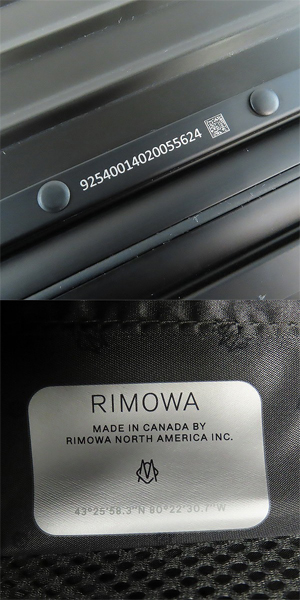 92540014020055624
RIMOWA
MADE IN CANADA BY
RIMOWA NORTH AMERICA INC.
43°25'58.3"N 80°22'30.7"W